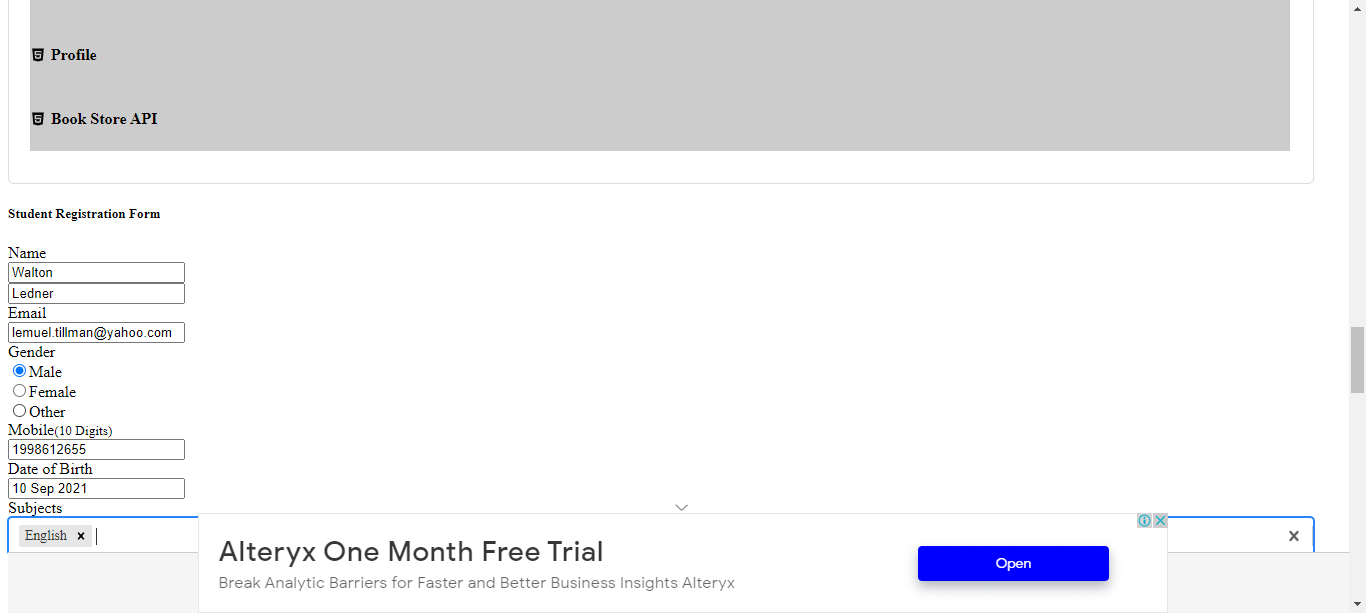 Profile
Book Store API
Student Registration Form
Name
Walton
Ledner
Email
lemuel.tillman@yahoo.com
Gender
Male
Female
Other
Mobile(10 Digits)
1998612655
Date of Birth
10 Sep 2021
Subjects
English
Alteryx One Month Free Trial
Break Analytic Barriers for Faster and Better Business Insights Alteryx
Open